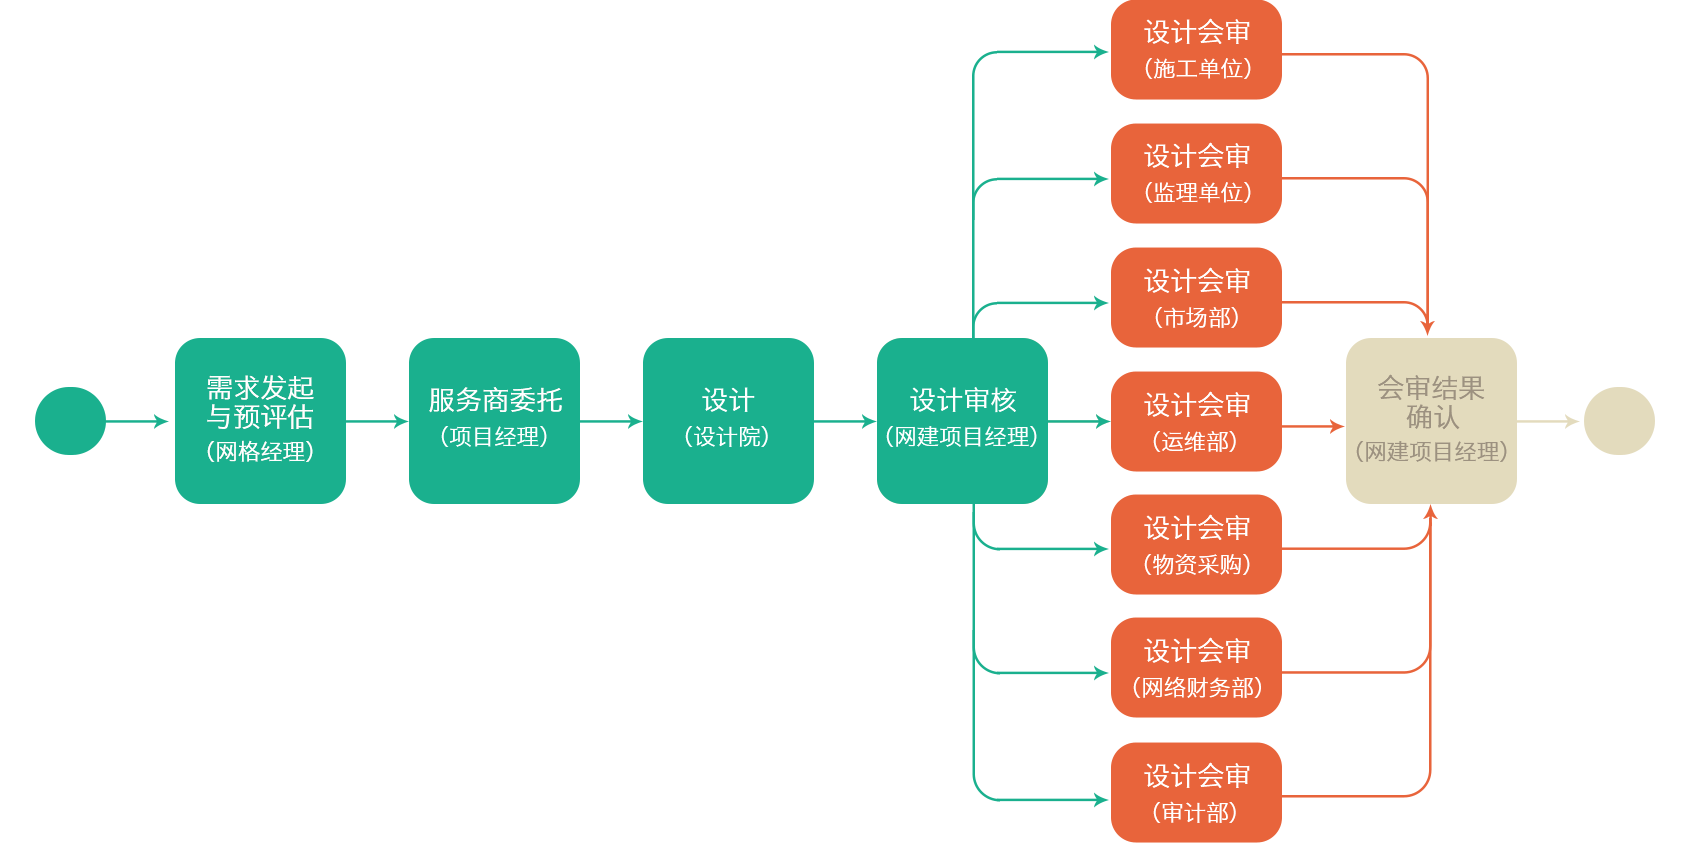 需求发起
与预评估
（网格经理）
服务商委托
（项目经理）
设计
（设计院）
设计审核
（网建项目经理）
设计会审
（施工单位）
设计会审
（监理单位）
设计会审
（市场部）
设计会审
（运维部）
设计会审
（物资采购）
设计会审
（网络财务部）
设计会审
（审计部）
会审结果
确认
（网建项目经理）